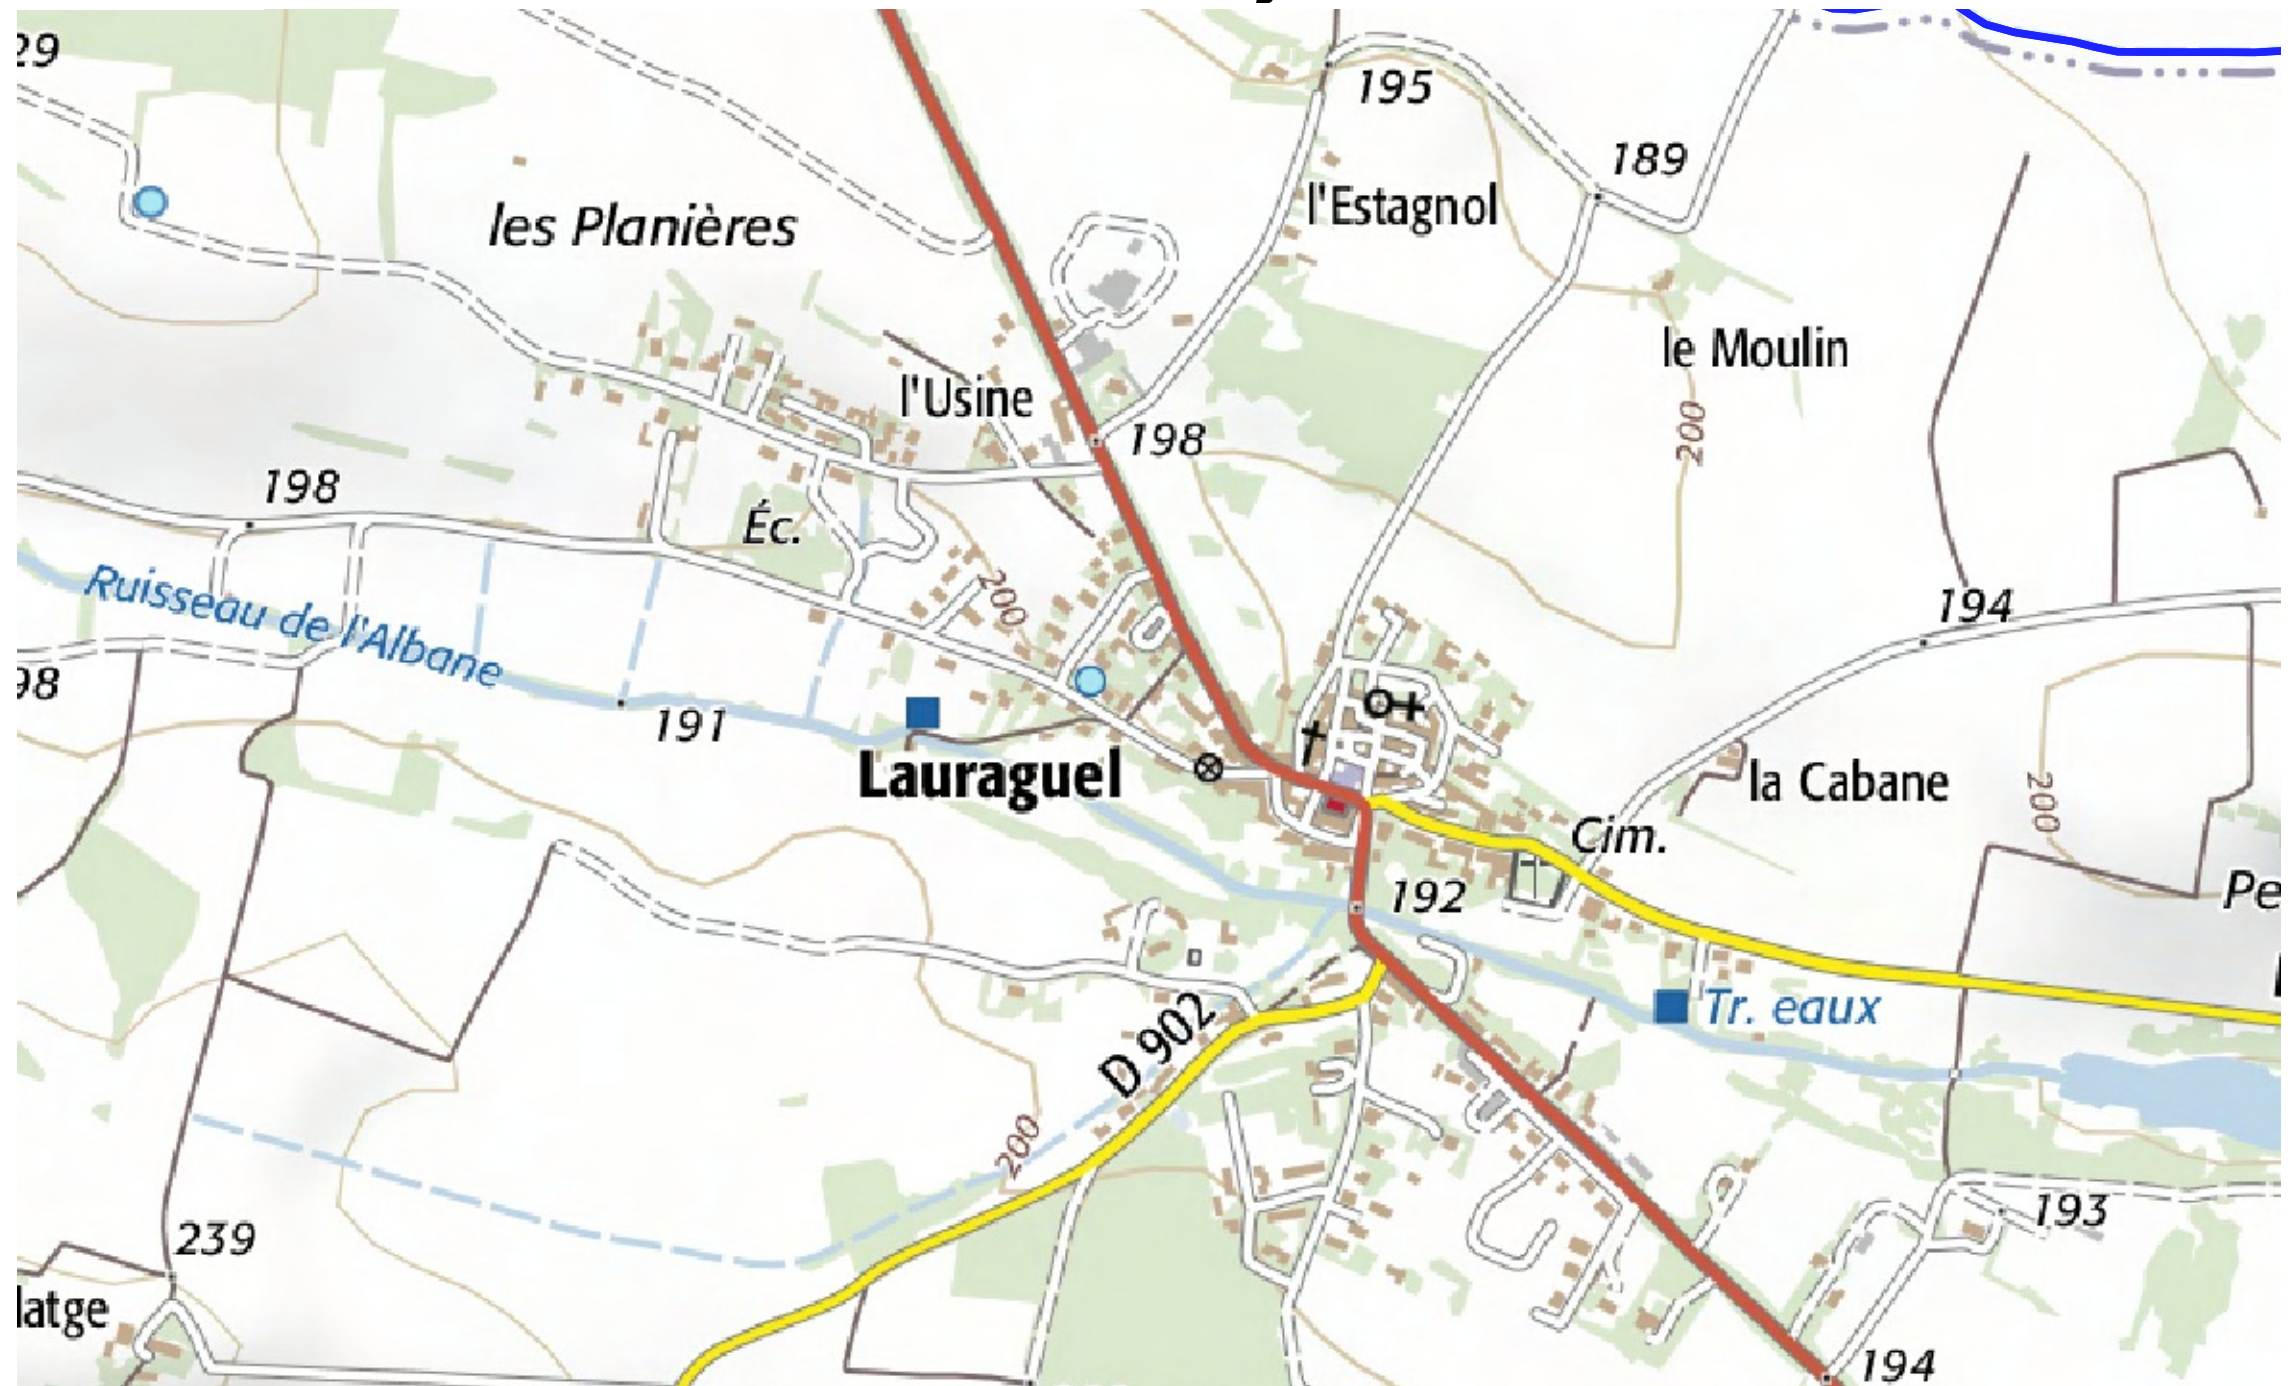 29
195
189
les Planières
l'Estagnol
le Moulin
l'Usine
198
200
198
Éc.
200
Ruisseau de l'Albane
194
98
191
Lauraguel
la Cabane
200
Cim.
192
Pe
Tr. eaux
D 902
200
193
239
latge
194